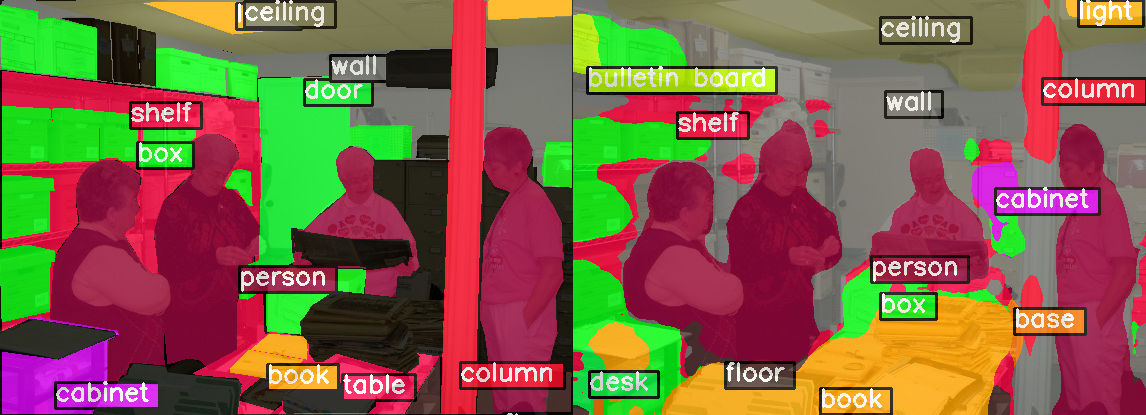 ceiling
wall
door
shelf
box
person
book
table
column
cabinet
light
ceiling
bulletin board
column
wall
shelf
cabinet
person
box
base
floor
desk
book